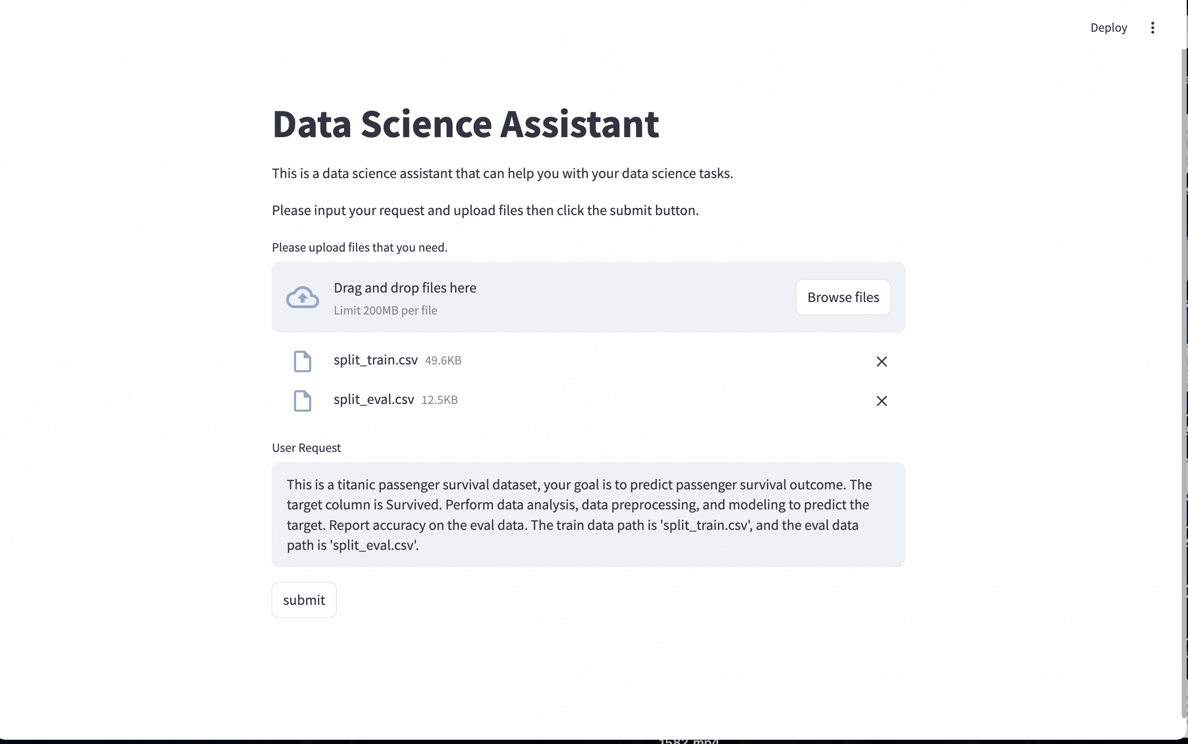 Deploy
Data Science Assistant
This is a data science assistant that can help you with your data science tasks.
Please input your request and upload files then click the submit button.
Please upload files that you need.
Drag and drop files here
Limit 200MB per file
Browse files
split_train.csv 49.6KB
split_eval.csv 12.5KB
User Request
This is a titanic passenger survival dataset, your goal is to predict passenger survival outcome. The
target column is Survived. Perform data analysis, data preprocessing, and modeling to predict the
target. Report accuracy on the eval data. The train data path is 'split_train.csv', and the eval data
path is 'split_eval.csv'.
submit